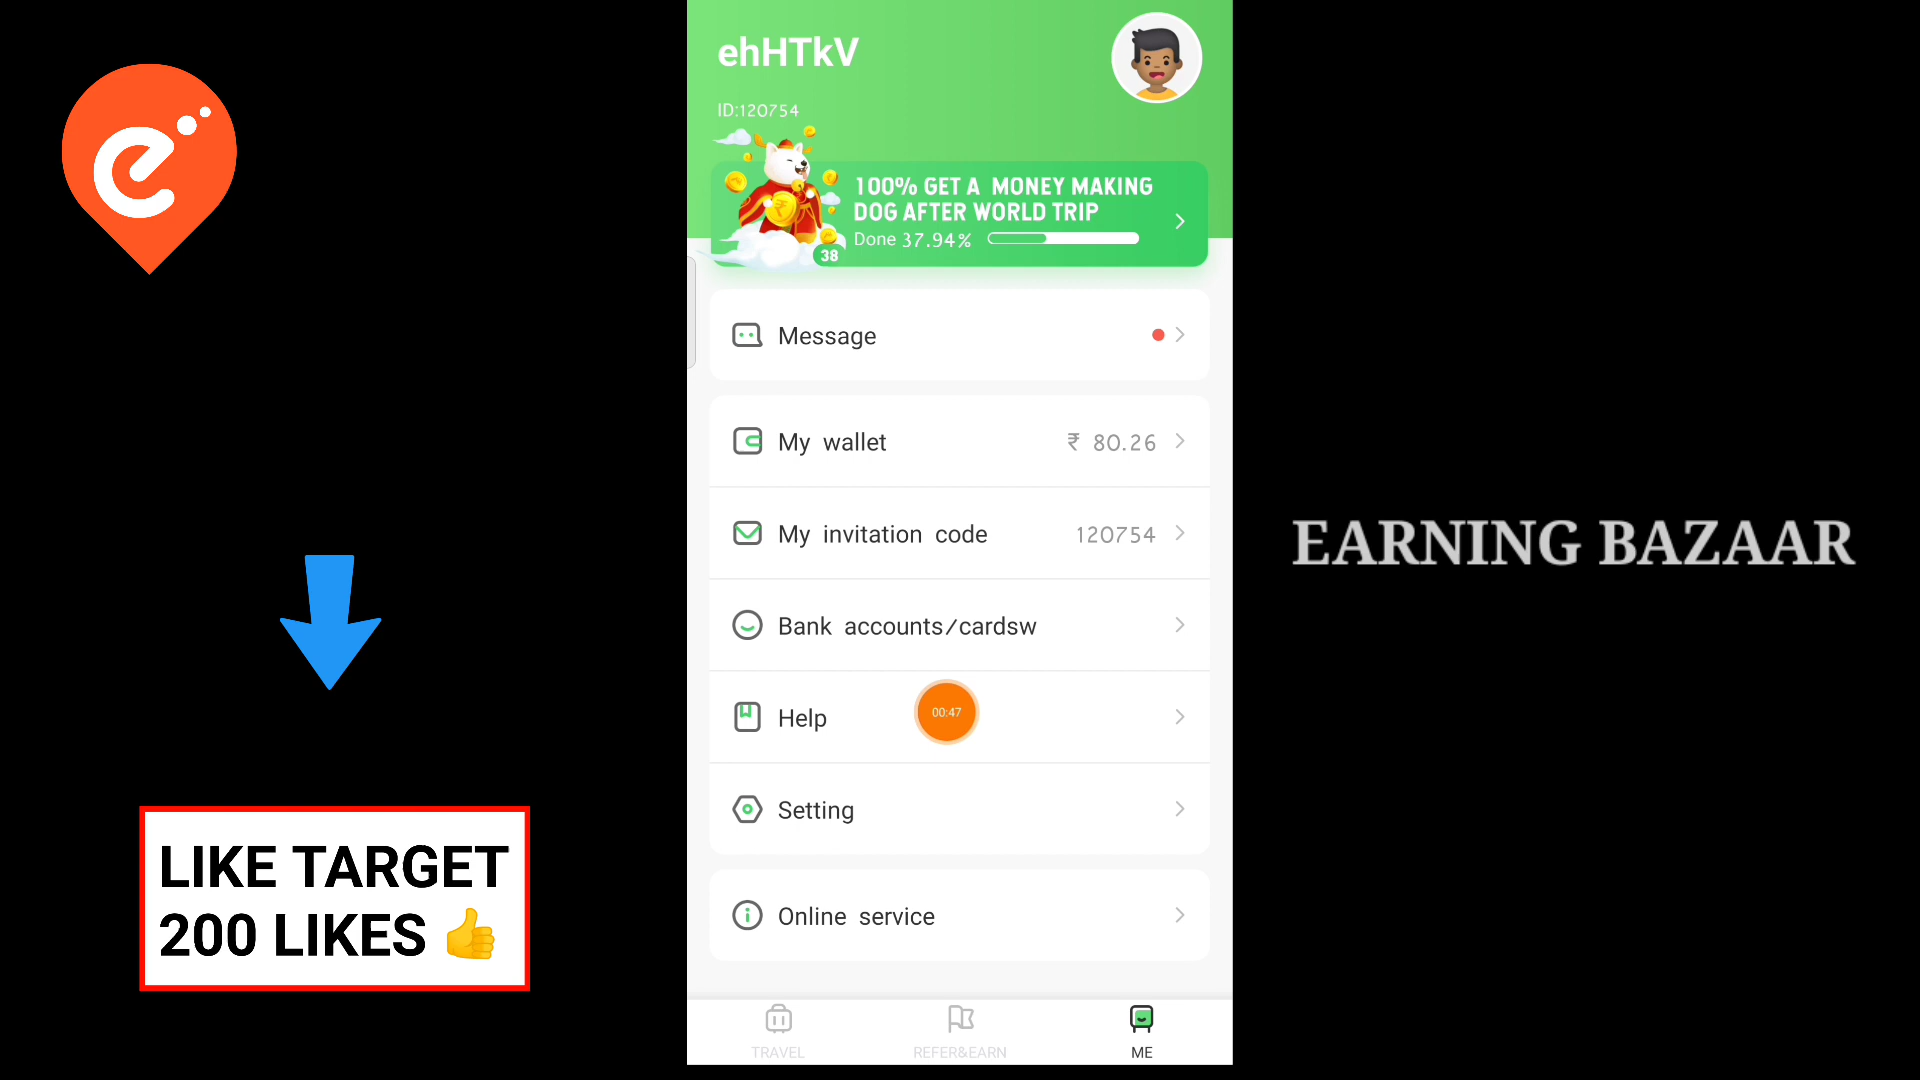 ehHTkV
ID:120754
100% GET A MONEY MAKING
DOG AFTER WORLD TRIP
Done 37.94%
38
Message
My wallet ₹ 80.26
My invitation code 120754
Bank accounts/cardsw
Help
00:47
Setting
Online service
TRAVEL
REFER&EARN
ME
e
LIKE TARGET
200 LIKES 👍
EARNING BAZAAR